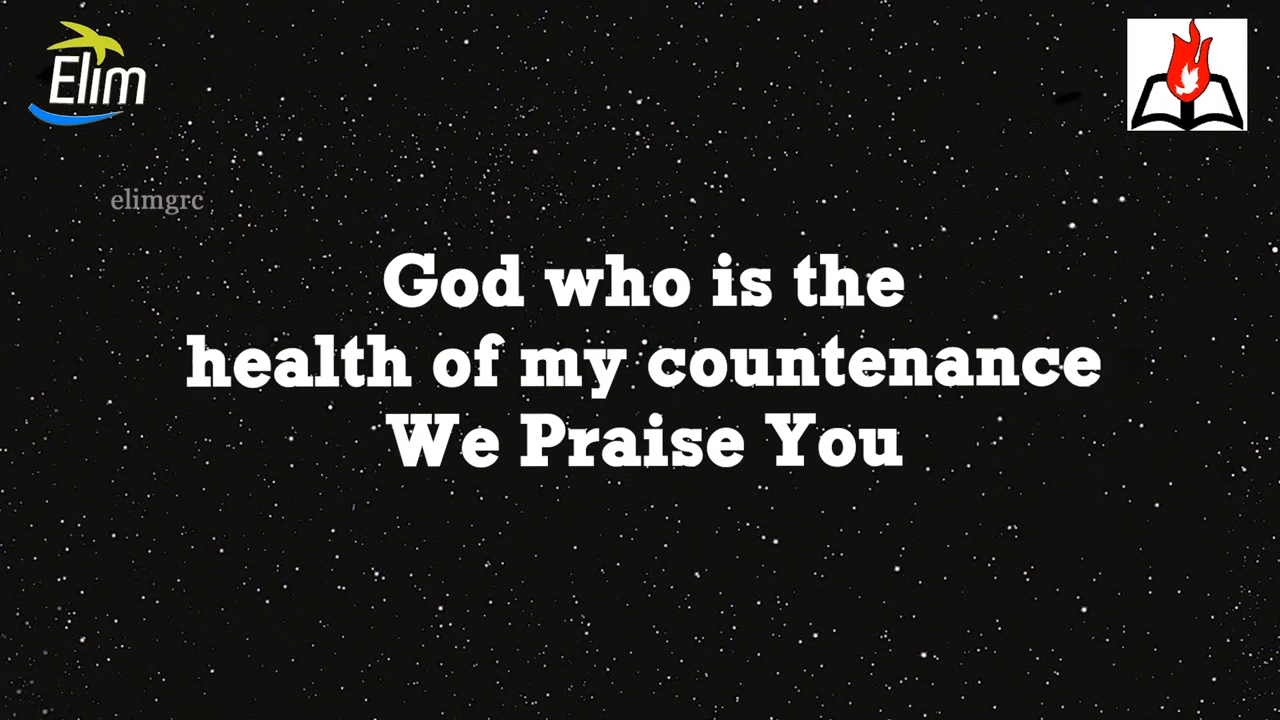 Elim
elimgrc
God who is the
health of my countenance
We Praise You